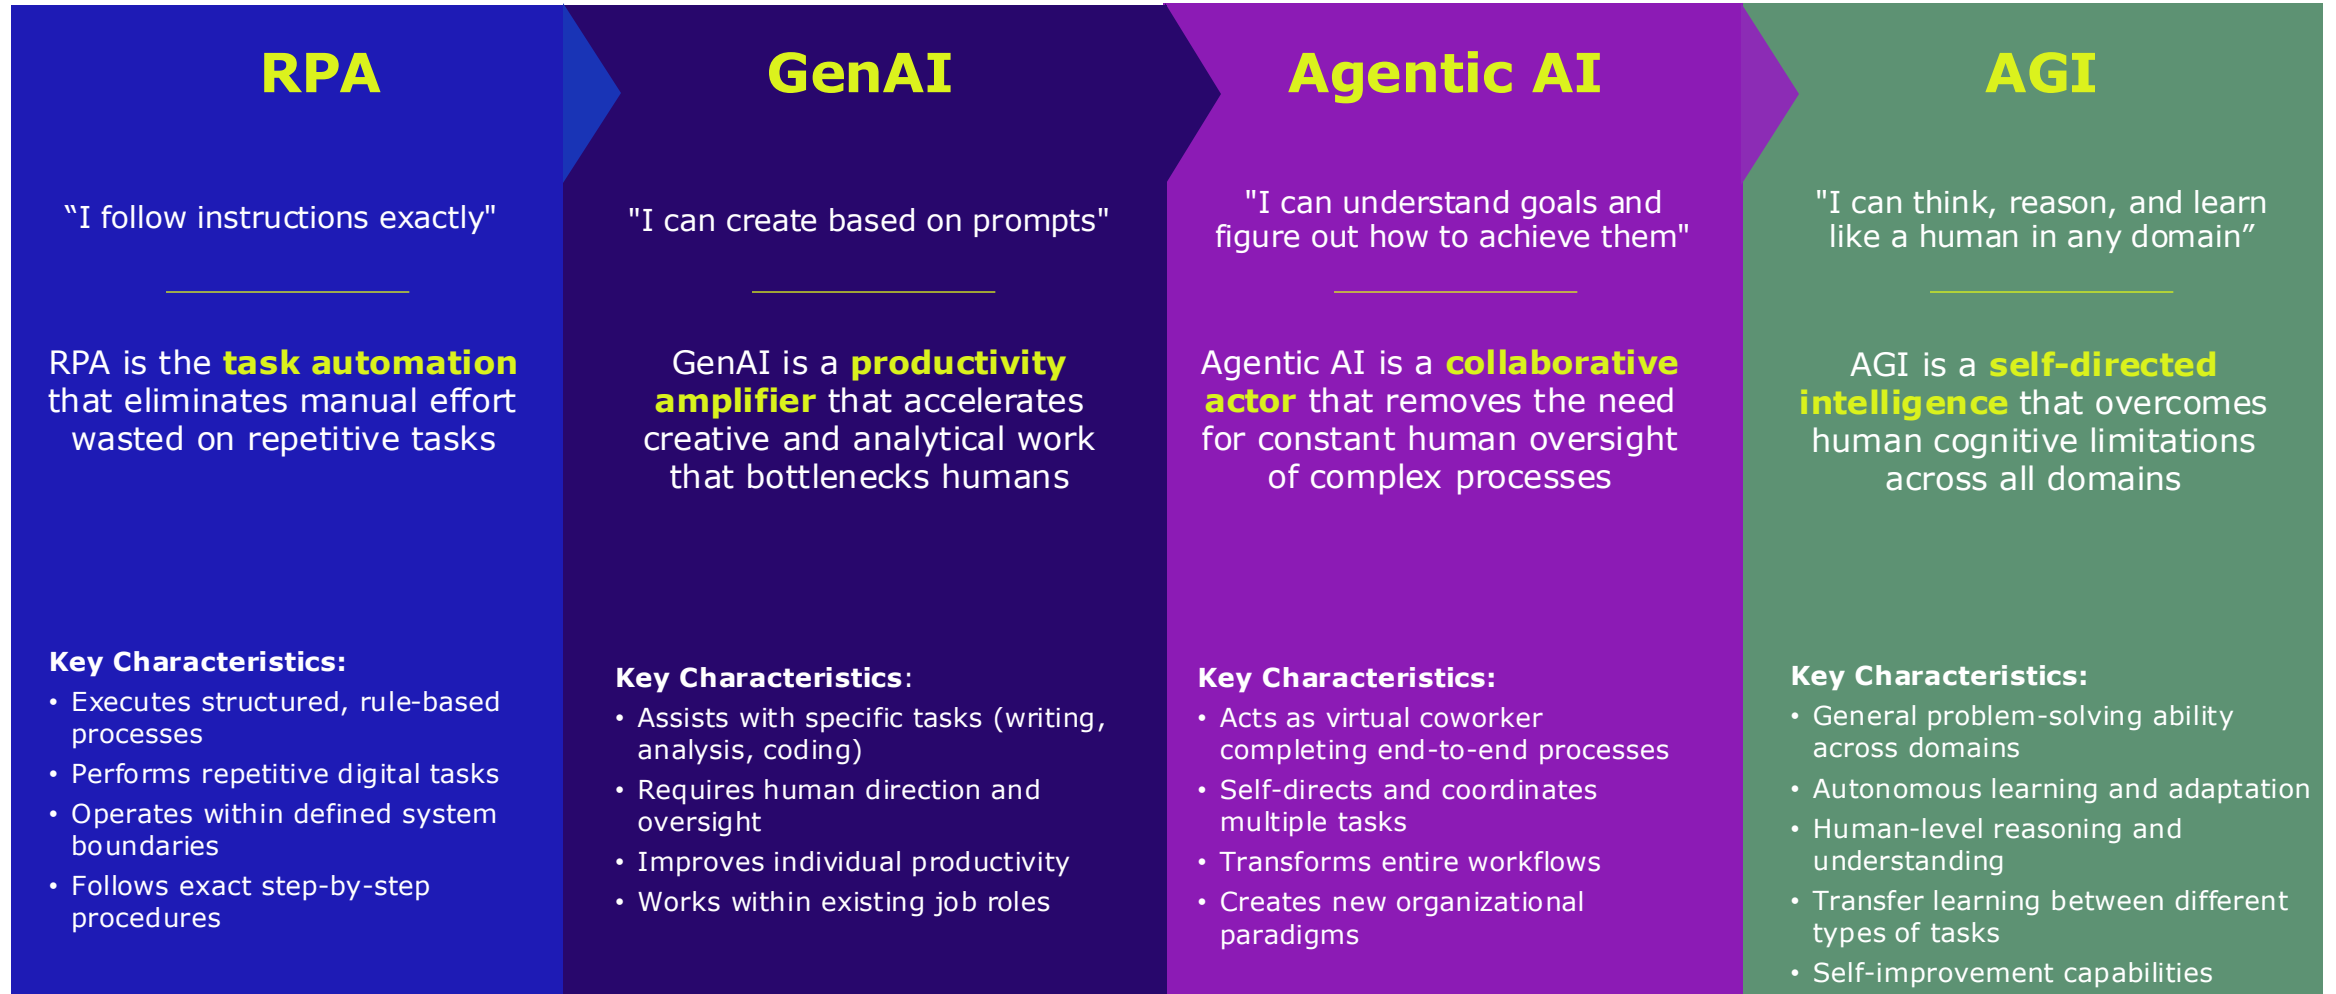 RPA
“I follow instructions exactly"
RPA is the task automation
that eliminates manual effort
wasted on repetitive tasks
Key Characteristics:
• Executes structured, rule-based
processes
• Performs repetitive digital tasks
• Operates within defined system
boundaries
• Follows exact step-by-step
procedures
GenAI
"I can create based on prompts"
GenAI is a productivity
amplifier that accelerates
creative and analytical work
that bottlenecks humans
Key Characteristics:
• Assists with specific tasks (writing,
analysis, coding)
• Requires human direction and
oversight
• Improves individual productivity
• Works within existing job roles
Agentic AI
"I can understand goals and
figure out how to achieve them"
Agentic AI is a collaborative
actor that removes the need
for constant human oversight
of complex processes
Key Characteristics:
• Acts as virtual coworker
completing end-to-end processes
• Self-directs and coordinates
multiple tasks
• Transforms entire workflows
• Creates new organizational
paradigms
AGI
"I can think, reason, and learn
like a human in any domain”
AGI is a self-directed
intelligence that overcomes
human cognitive limitations
across all domains
Key Characteristics:
• General problem-solving ability
across domains
• Autonomous learning and adaptation
• Human-level reasoning and
understanding
• Transfer learning between different
types of tasks
• Self-improvement capabilities